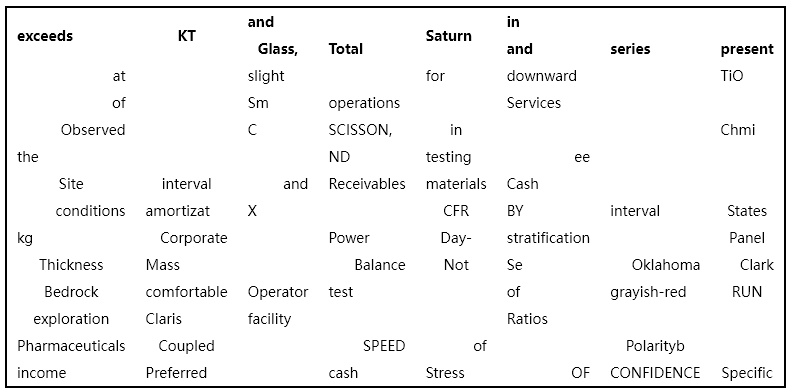 exceeds KT and Glass, Total Saturn in and series present
at slight for downward TiO
of Sm operations Services
Observed C SCISSON, in Chmi
the ND testing ee
Site interval and Receivables materials Cash
conditions amortizat X CFR BY interval States
kg Corporate Power Day- stratification Panel
Thickness Mass Balance Not Se Oklahoma Clark
Bedrock comfortable Operator test of grayish-red RUN
exploration Claris facility Ratios
Pharmaceuticals Coupled SPEED of Polarityb
income Preferred cash Stress OF CONFIDENCE Specific